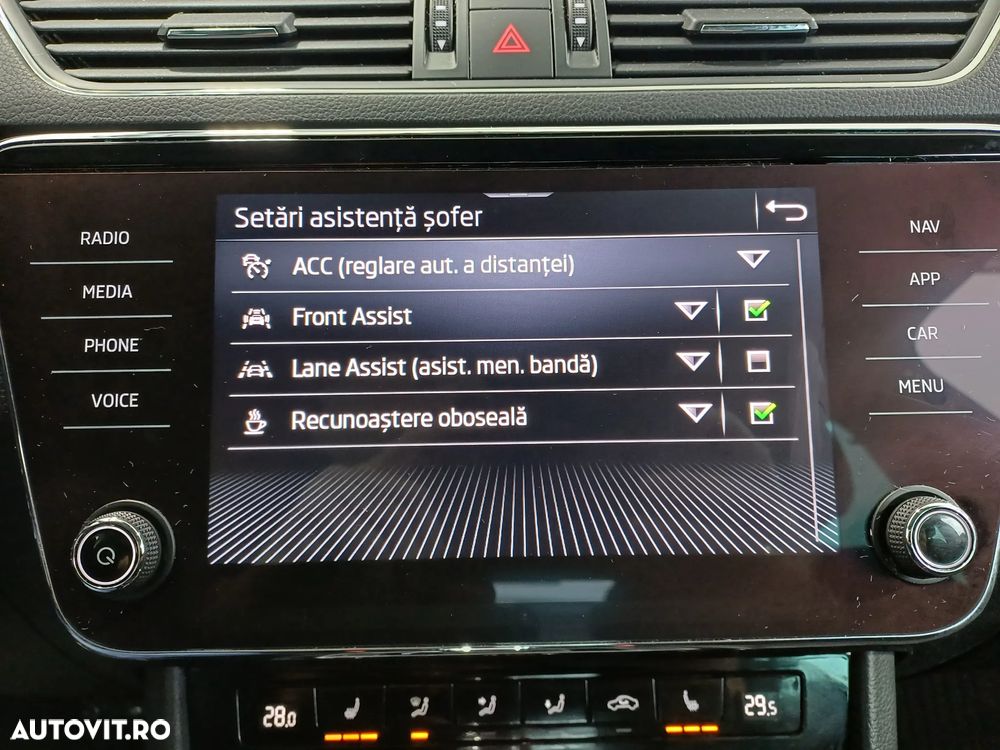 Setări asistență șofer
RADIO
MEDIA
PHONE
VOICE
ACC (reglare aut. a distanței)
Front Assist
Lane Assist (asist. men. bandă)
Recunoaștere oboseală
NAV
APP
CAR
MENU
28.0
29.5
AUTOVIT.RO